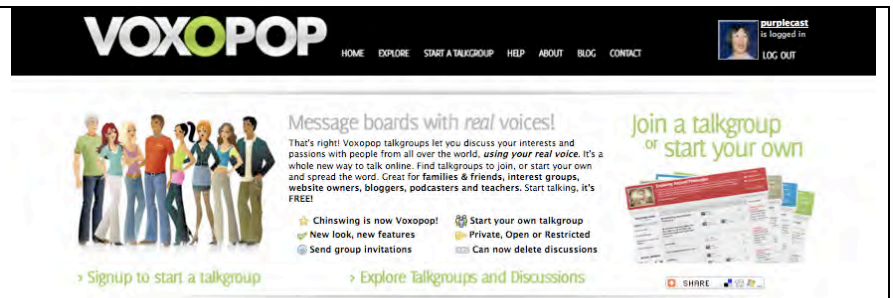 VOXOPOP
HOME EXPLORE START A TALKGROUP HELP ABOUT BLOG CONTACT
purplecast
is logged in
LOG OUT
Message boards with real voices!
That's right! Voxopop talkgroups let you discuss your interests and
passions with people from all over the world, using your real voice. It's a
whole new way to talk online. Find talkgroups to join, or start your own
and spread the word. Great for families & friends, interest groups,
website owners, bloggers, podcasters and teachers. Start talking, it's
FREE!
Chinswing is now Voxopop!
New look, new features
Send group invitations
Start your own talkgroup
Private, Open or Restricted
Can now delete discussions
Join a talkgroup
or start your own
> Signup to start a talkgroup
> Explore Talkgroups and Discussions
SHARE